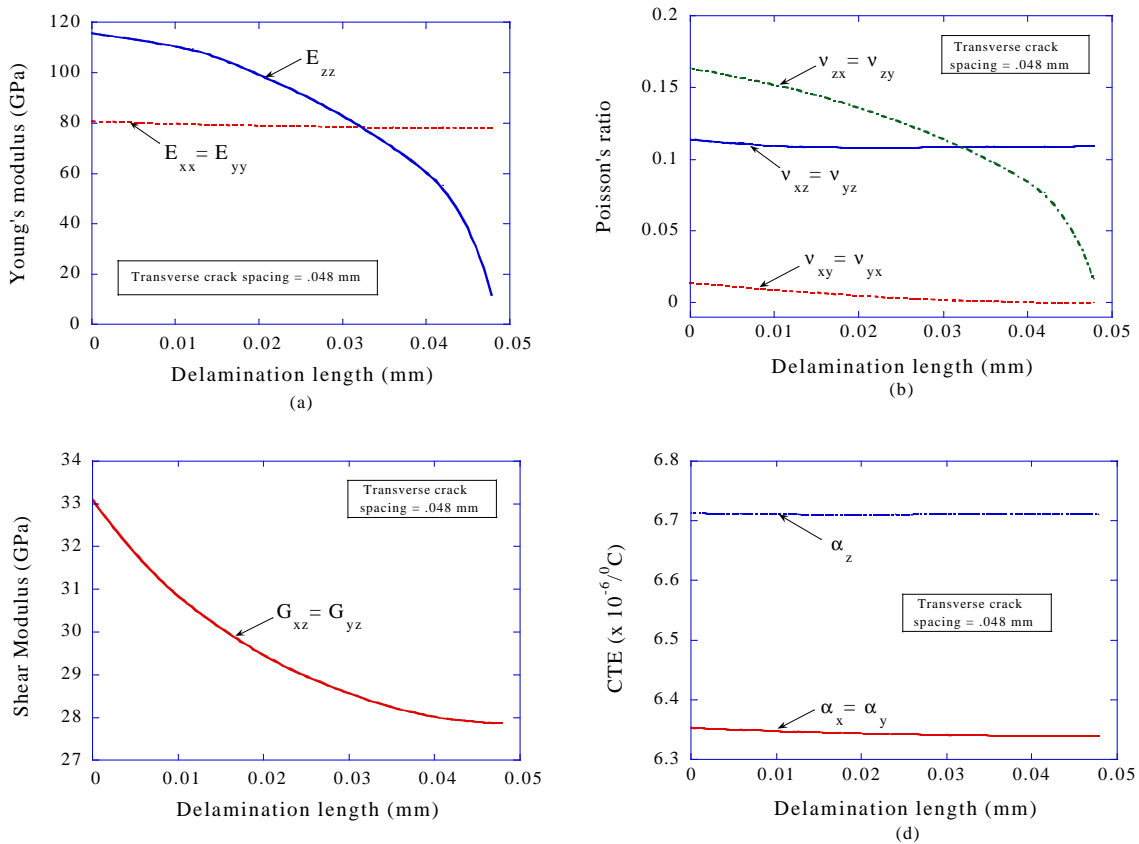 140
120
100
80
60
40
20
0
Young's modulus (GPa)
E zz
E xx = E yy
Transverse crack spacing = .048 mm
0 0.01 0.02 0.03 0.04 0.05
Delamination length (mm)
(a)
0.2
0.15
0.1
0.05
0
Poisson's ratio
Transverse crack
spacing = .048 mm
ν zx = ν zy
ν xz = ν yz
ν xy = ν yx
0 0.01 0.02 0.03 0.04 0.05
Delamination length (mm)
(b)
34
33
32
31
30
29
28
27
Shear Modulus (GPa)
Transverse crack
spacing = .048 mm
G xz = G yz
0 0.01 0.02 0.03 0.04 0.05
Delamination length (mm)
6.8
6.7
6.6
6.5
6.4
6.3
CTE (x 10⁻⁶/⁰C)
α z
Transverse crack
spacing = .048 mm
α x = α y
0 0.01 0.02 0.03 0.04 0.05
Delamination length (mm)
(d)